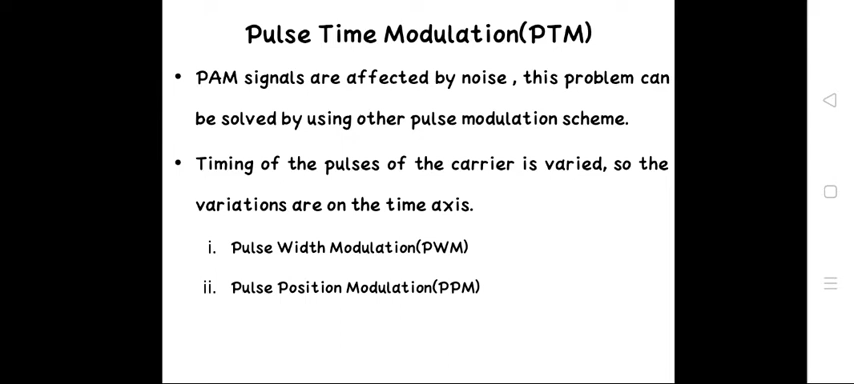 Pulse Time Modulation(PTM)
• PAM signals are affected by noise , this problem can
be solved by using other pulse modulation scheme.
• Timing of the pulses of the carrier is varied, so the
variations are on the time axis.
i. Pulse Width Modulation(PWM)
ii. Pulse Position Modulation(PPM)